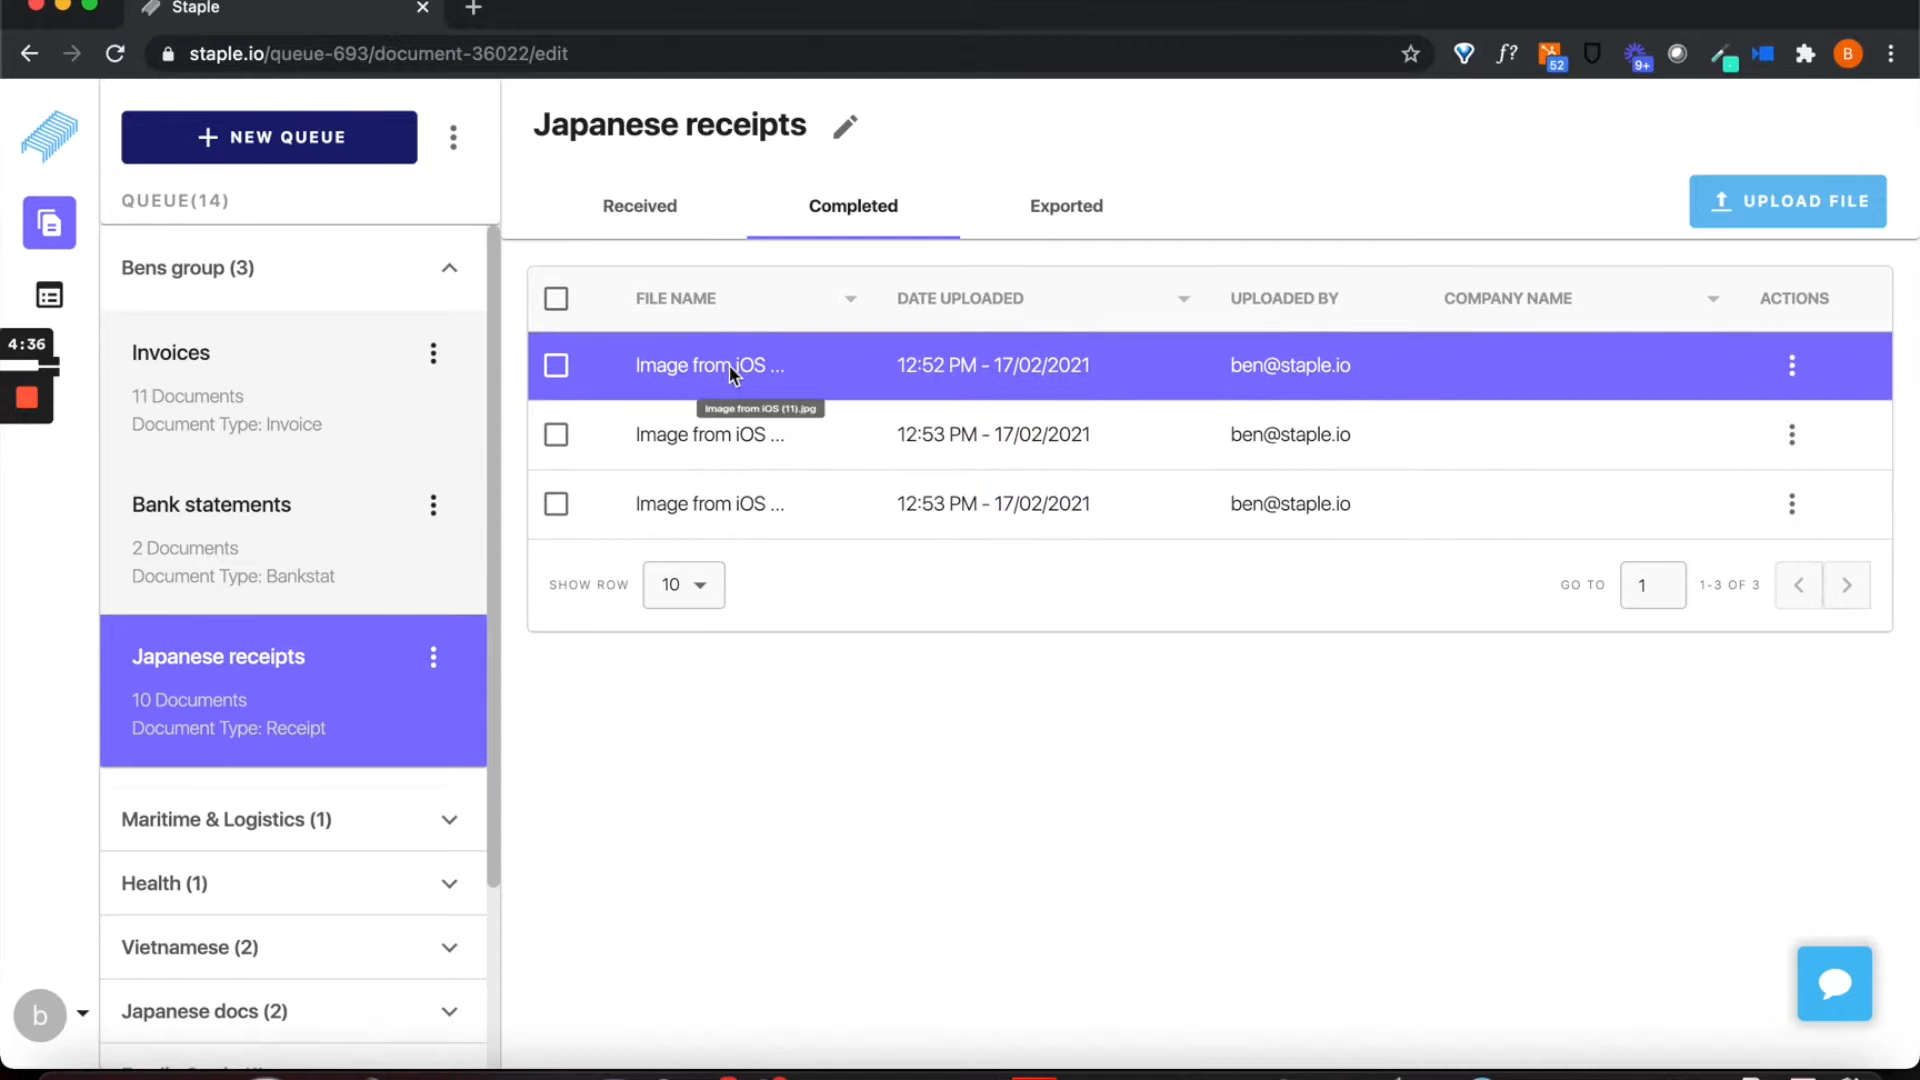 Staple
staple.io/queue-693/document-36022/edit
f?
52
9+
B
NEW QUEUE
QUEUE(14)
Bens group (3)
Invoices
11 Documents
Document Type: Invoice
Bank statements
2 Documents
Document Type: Bankstat
Japanese receipts
10 Documents
Document Type: Receipt
Maritime & Logistics (1)
Health (1)
Vietnamese (2)
Japanese docs (2)
4:36
b
Japanese receipts
Received Completed Exported
UPLOAD FILE
FILE NAME DATE UPLOADED UPLOADED BY COMPANY NAME ACTIONS
Image from iOS ... 12:52 PM - 17/02/2021 ben@staple.io
Image from iOS (11).jpg
Image from iOS ... 12:53 PM - 17/02/2021 ben@staple.io
Image from iOS ... 12:53 PM - 17/02/2021 ben@staple.io
SHOW ROW 10 GO TO 1 1-3 OF 3